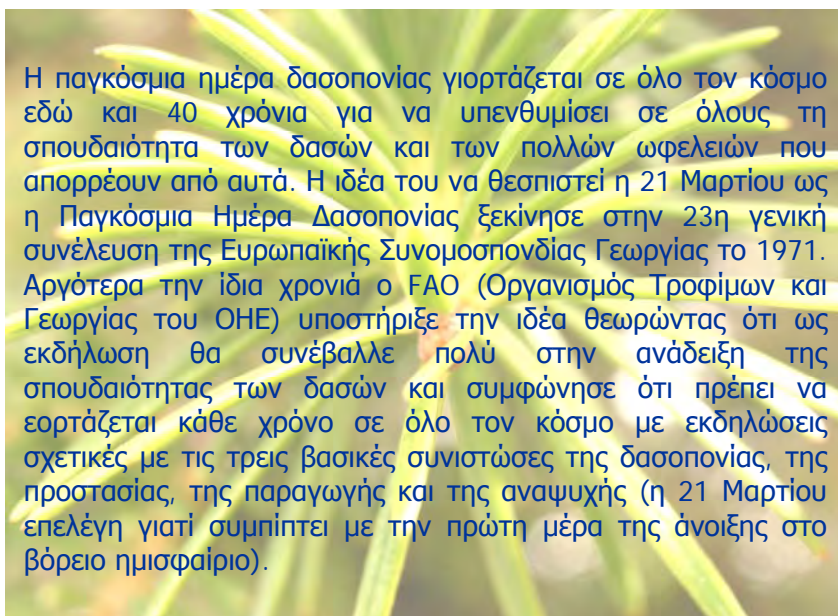 Η παγκόσμια ημέρα δασοπονίας γιορτάζεται σε όλο τον κόσμο
εδώ και 40 χρόνια για να υπενθυμίσει σε όλους τη
σπουδαιότητα των δασών και των πολλών ωφελειών που
απορρέουν από αυτά. Η ιδέα του να θεσπιστεί η 21 Μαρτίου ως
η Παγκόσμια Ημέρα Δασοπονίας ξεκίνησε στην 23η γενική
συνέλευση της Ευρωπαϊκής Συνομοσπονδίας Γεωργίας το 1971.
Αργότερα την ίδια χρονιά ο FAO (Οργανισμός Τροφίμων και
Γεωργίας του ΟΗΕ) υποστήριξε την ιδέα θεωρώντας ότι ως
εκδήλωση θα συνέβαλλε πολύ στην ανάδειξη της
σπουδαιότητας των δασών και συμφώνησε ότι πρέπει να
εορτάζεται κάθε χρόνο σε όλο τον κόσμο με εκδηλώσεις
σχετικές με τις τρεις βασικές συνιστώσες της δασοπονίας, της
προστασίας, της παραγωγής και της αναψυχής (η 21 Μαρτίου
επελέγη γιατί συμπίπτει με την πρώτη μέρα της άνοιξης στο
βόρειο ημισφαίριο).